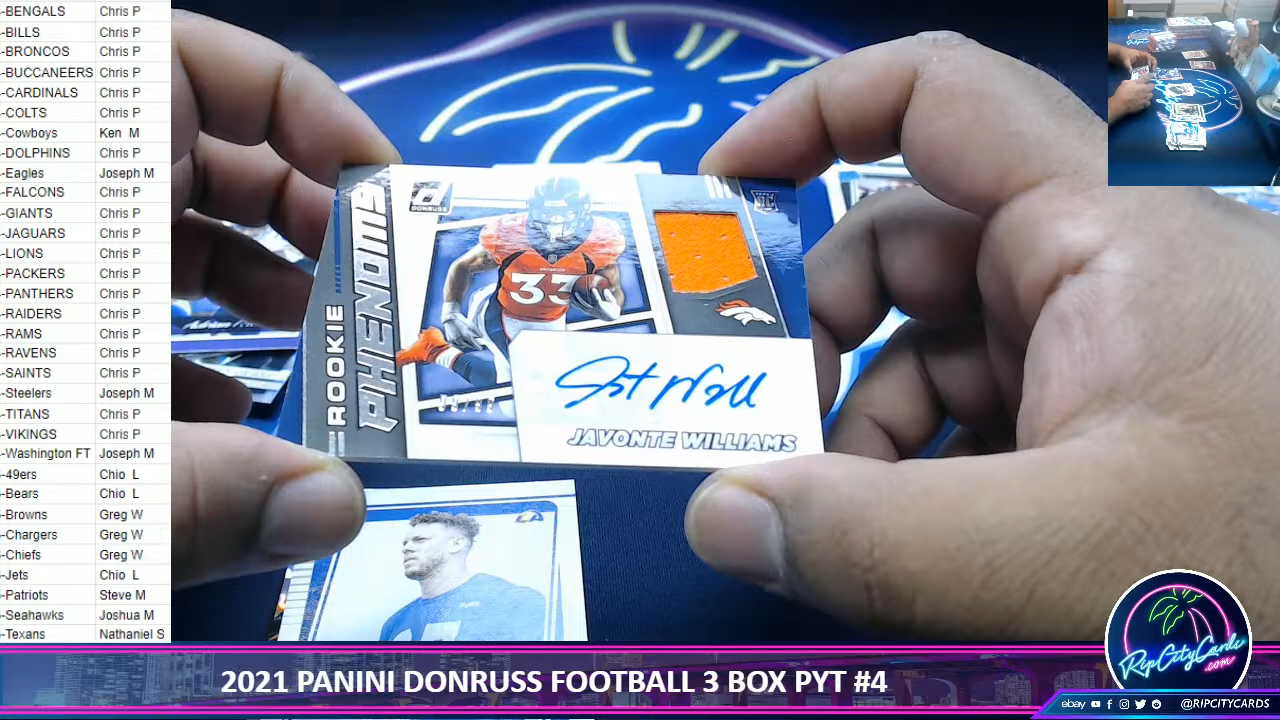 -BENGALS Chris P
-BILLS Chris P
-BRONCOS Chris P
-BUCCANEERS Chris P
-CARDINALS Chris P
-COLTS Chris P
-Cowboys Ken M
-DOLPHINS Chris P
-Eagles Joseph M
-FALCONS Chris P
-GIANTS Chris P
-JAGUARS Chris P
-LIONS Chris P
-PACKERS Chris P
-PANTHERS Chris P
-RAIDERS Chris P
-RAMS Chris P
-RAVENS Chris P
-SAINTS Chris P
-Steelers Joseph M
-TITANS Chris P
-VIKINGS Chris P
-Washington FT Joseph M
-49ers Chio L
-Bears Chio L
-Browns Greg W
-Chargers Greg W
-Chiefs Greg W
-Jets Chio L
-Patriots Steve M
-Seahawks Joshua M
-Texans Nathaniel S
ROOKIE
PHENOMS
DONRUSS
BRONCOS
33
JAVONTE WILLIAMS
RipCityCards
.com
2021 PANINI DONRUSS FOOTBALL 3 BOX PYT #4
ebay @RIPCITYCARDS